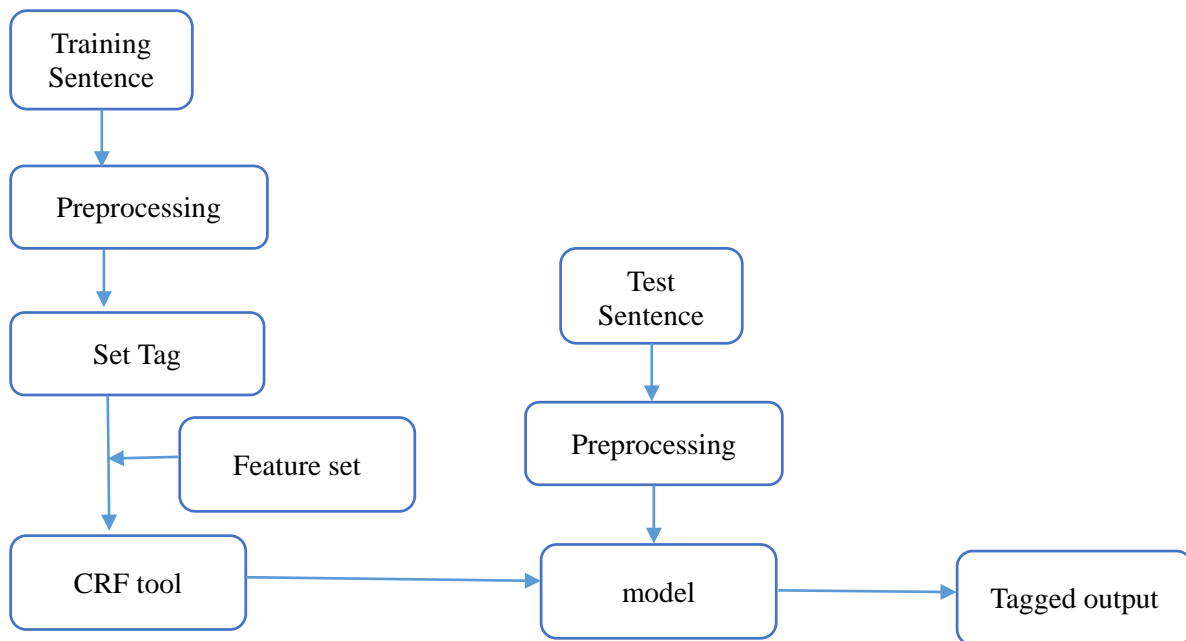 Training
Sentence
Preprocessing
Set Tag
Feature set
CRF tool
Test
Sentence
Preprocessing
model
Tagged output